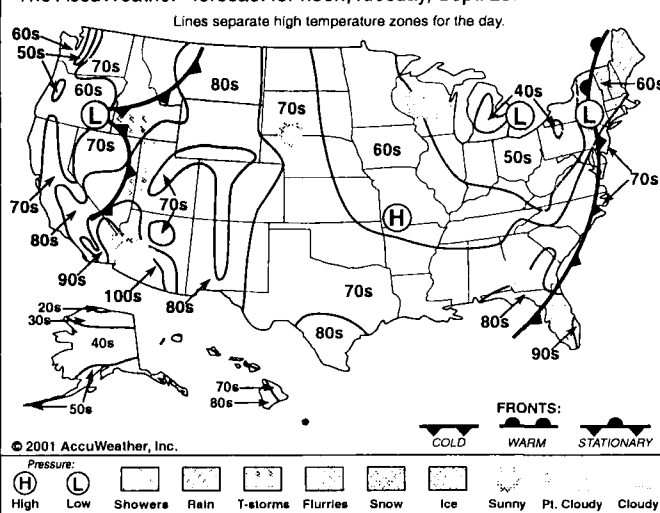 Lines separate high temperature zones for the day.
60s
50s
70s
60s
L
80s
70s
40s
L
L
60s
70s
60s
50s
70s
70s
70s
80s
H
90s
100s
80s
70s
80s
80s
90s
20s
30s
40s
50s
70s
80s
FRONTS:
COLD WARM STATIONARY
© 2001 AccuWeather, Inc.
Pressure:
H L
High Low Showers Rain T-storms Flurries Snow Ice Sunny Pt. Cloudy Cloudy